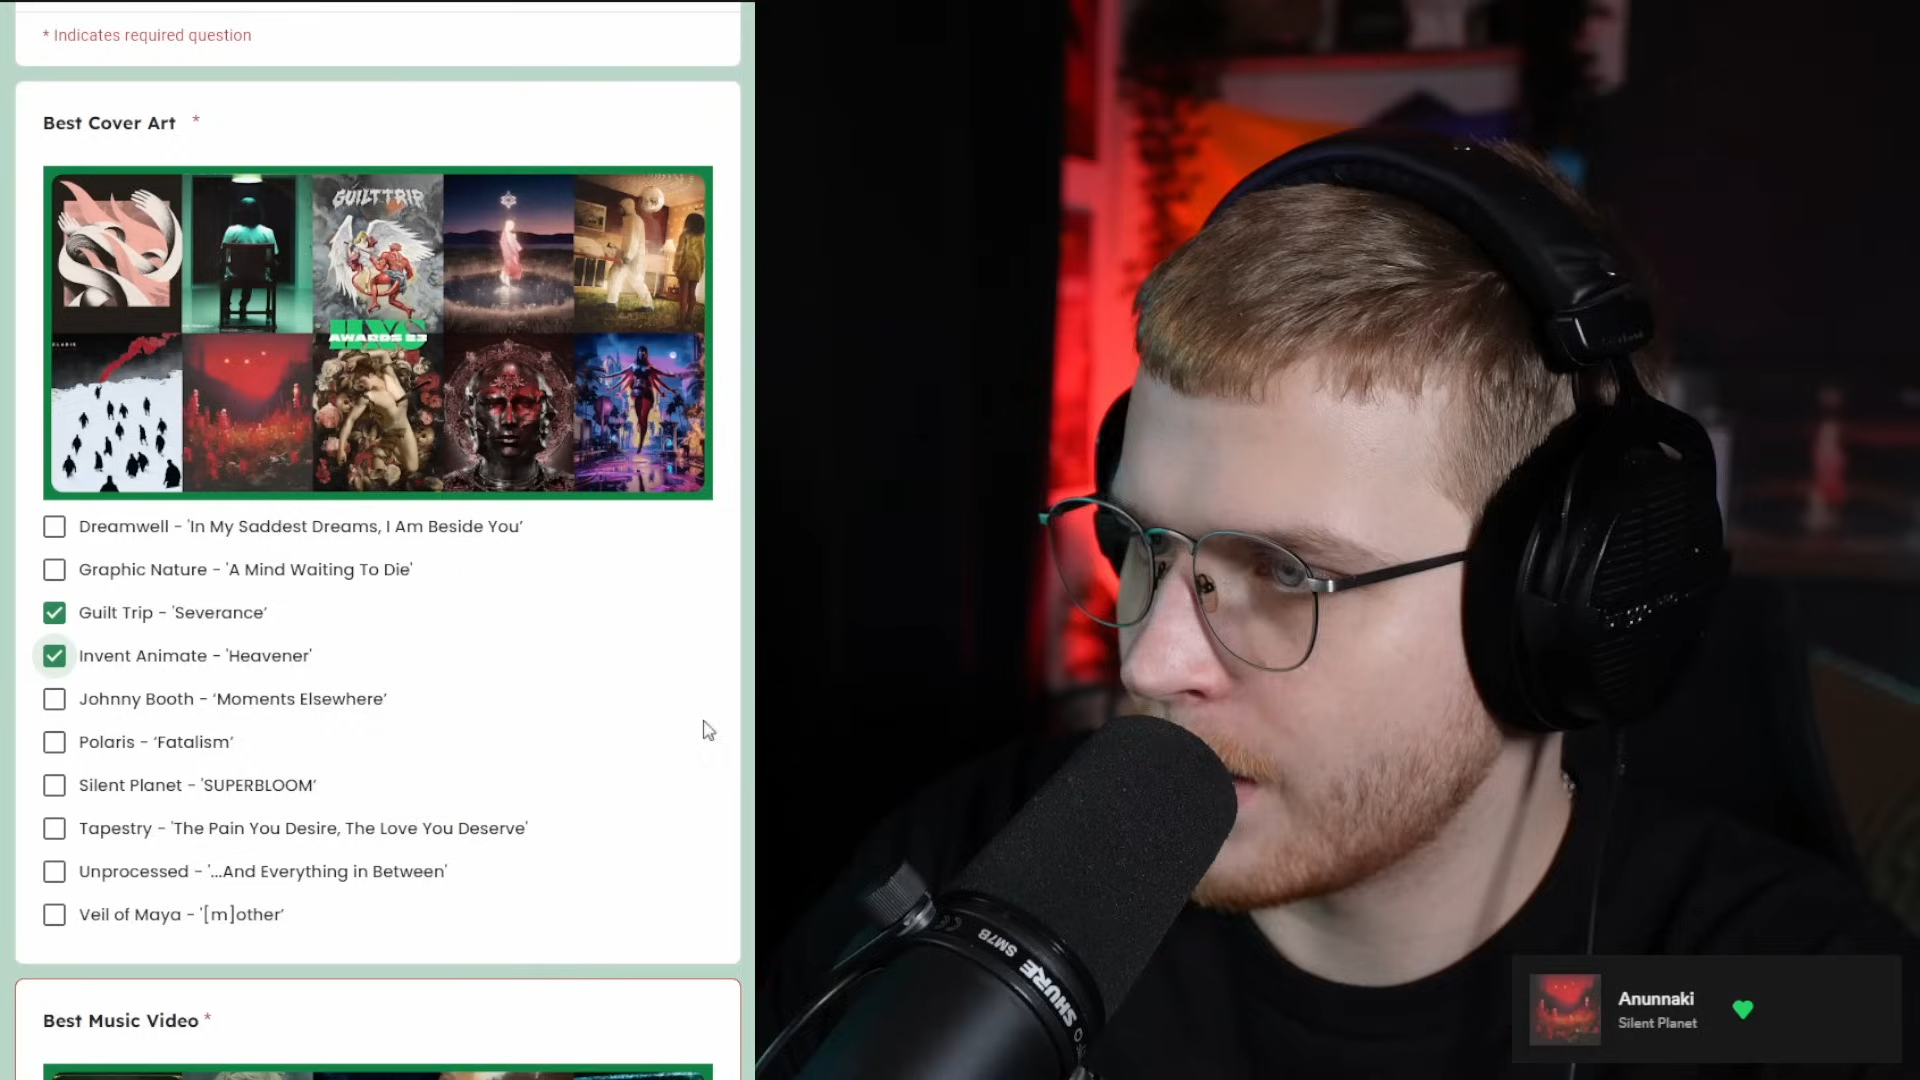 * Indicates required question
Best Cover Art *
GUILT TRIP
AWARDS 23
Dreamwell - 'In My Saddest Dreams, I Am Beside You'
Graphic Nature - 'A Mind Waiting To Die'
Guilt Trip - 'Severance'
Invent Animate - 'Heavener'
Johnny Booth - ‘Moments Elsewhere’
Polaris - ‘Fatalism’
Silent Planet - 'SUPERBLOOM’
Tapestry - 'The Pain You Desire, The Love You Deserve'
Unprocessed - '...And Everything in Between'
Veil of Maya - '[m]other’
Best Music Video *
SM7B
SHURE
Anunnaki
Silent Planet